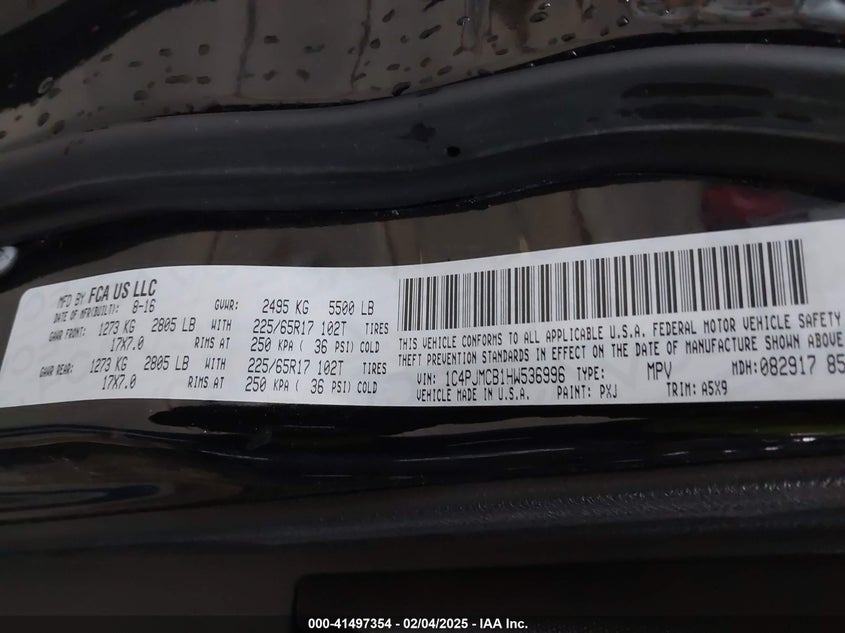 MFD BY FCA US LLC
DATE OF MFR(BUILT): 8-16 GVWR: 2495 KG 5500 LB
GAWR FRONT: 1273 KG 2805 LB WITH 225/65R17 102T TIRES
17X7.0 RIMS AT 250 KPA ( 36 PSI) COLD
GAWR REAR: 1273 KG 2805 LB WITH 225/65R17 102T TIRES
17X7.0 RIMS AT 250 KPA ( 36 PSI) COLD
THIS VEHICLE CONFORMS TO ALL APPLICABLE U.S.A. FEDERAL MOTOR VEHICLE SAFETY
THEFT PREVENTION STANDARDS IN EFFECT ON THE DATE OF MANUFACTURE SHOWN ABOVE
VIN: 1C4PJMCB1HW536996 TYPE: MPV MDH: 082917 85
VEHICLE MADE IN U.S.A. PAINT: PXJ TRIM: A5X9
000-41497354 - 02/04/2025 - IAA Inc.